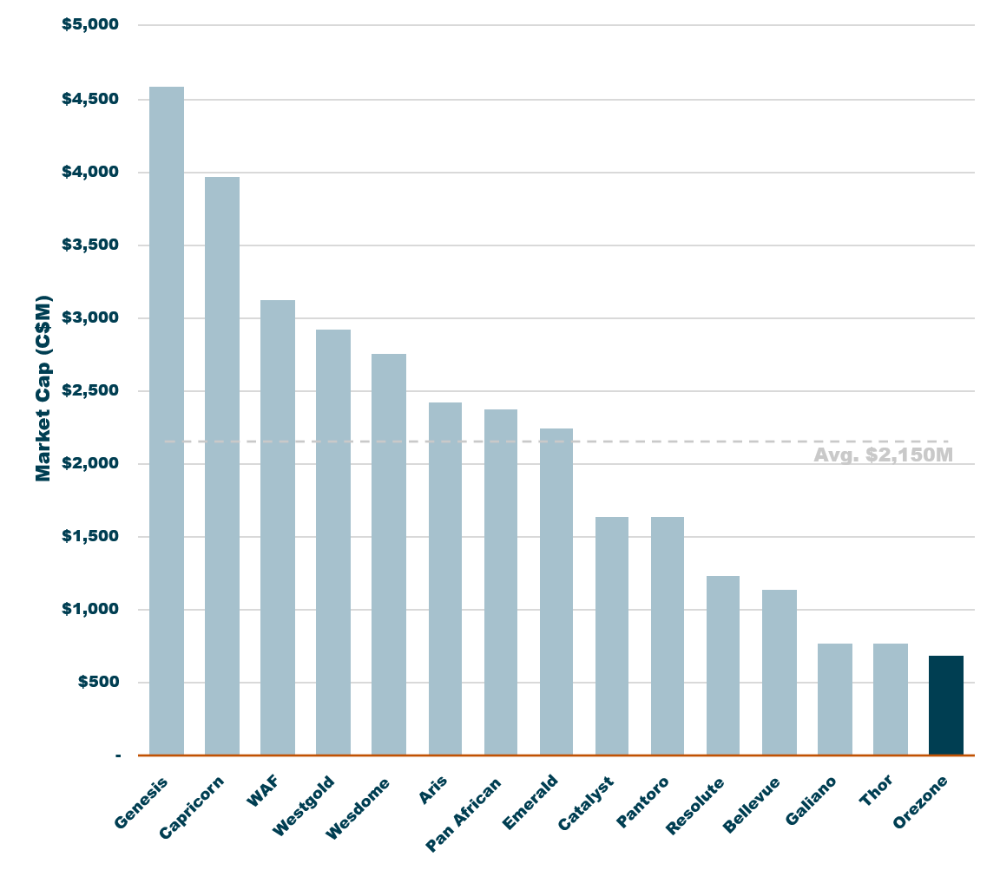 $5,000
$4,500
$4,000
$3,500
$3,000
$2,500
$2,000
$1,500
$1,000
$500
-
Market Cap (C$M)
Avg. $2,150M
Genesis
Capricorn
WAF
Westgold
Wesdome
Aris
Pan African
Emerald
Catalyst
Pantoro
Resolute
Bellevue
Galiano
Thor
Orezone